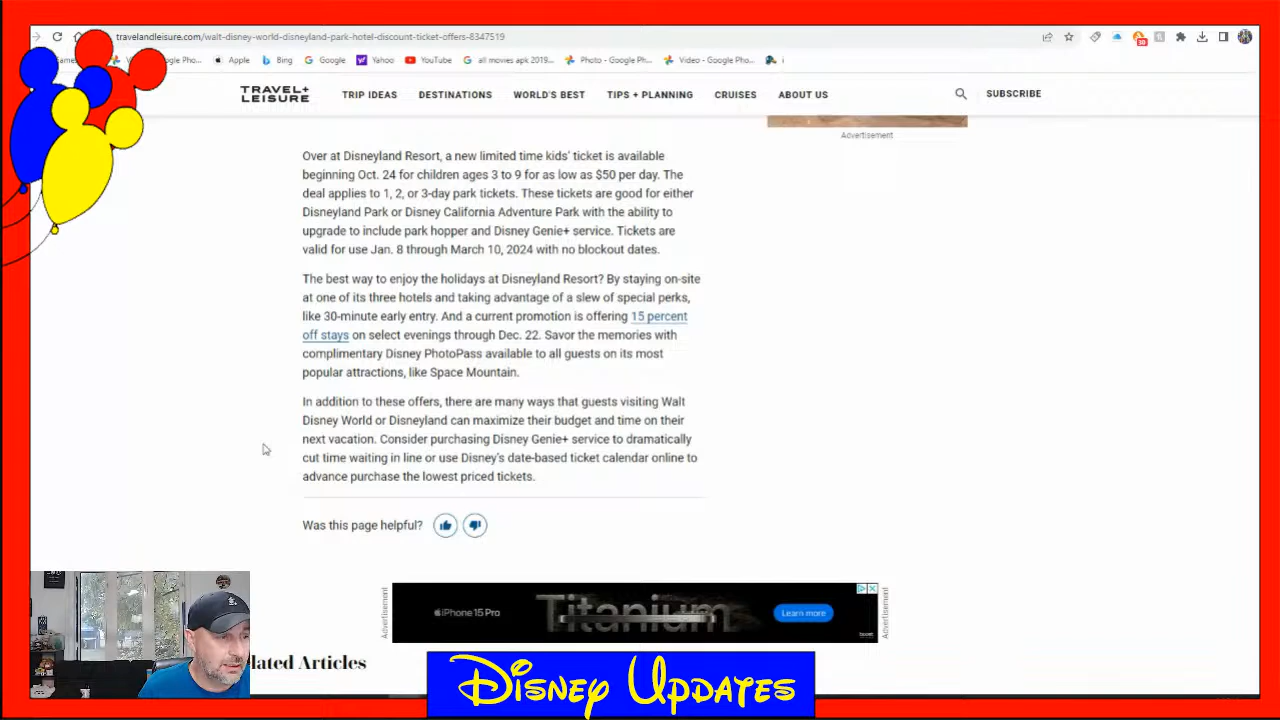 travelandleisure.com/walt-disney-world-disneyland-park-hotel-discount-ticket-offers-8347519
Apple Bing Google Yahoo YouTube all movies apk 2019... Photo - Google Ph... Video - Google Pho...
TRAVEL+
LEISURE
TRIP IDEAS DESTINATIONS WORLD'S BEST TIPS + PLANNING CRUISES ABOUT US SUBSCRIBE
Advertisement
Over at Disneyland Resort, a new limited time kids' ticket is available
beginning Oct. 24 for children ages 3 to 9 for as low as $50 per day. The
deal applies to 1, 2, or 3-day park tickets. These tickets are good for either
Disneyland Park or Disney California Adventure Park with the ability to
upgrade to include park hopper and Disney Genie+ service. Tickets are
valid for use Jan. 8 through March 10, 2024 with no blockout dates.
The best way to enjoy the holidays at Disneyland Resort? By staying on-site
at one of its three hotels and taking advantage of a slew of special perks,
like 30-minute early entry. And a current promotion is offering 15 percent
off stays on select evenings through Dec. 22. Savor the memories with
complimentary Disney PhotoPass available to all guests on its most
popular attractions, like Space Mountain.
In addition to these offers, there are many ways that guests visiting Walt
Disney World or Disneyland can maximize their budget and time on their
next vacation. Consider purchasing Disney Genie+ service to dramatically
cut time waiting in line or use Disney's date-based ticket calendar online to
advance purchase the lowest priced tickets.
Was this page helpful?
Advertisement
iPhone 15 Pro Titanium Learn more
Advertisement
lated Articles
DISNEY UPDATES